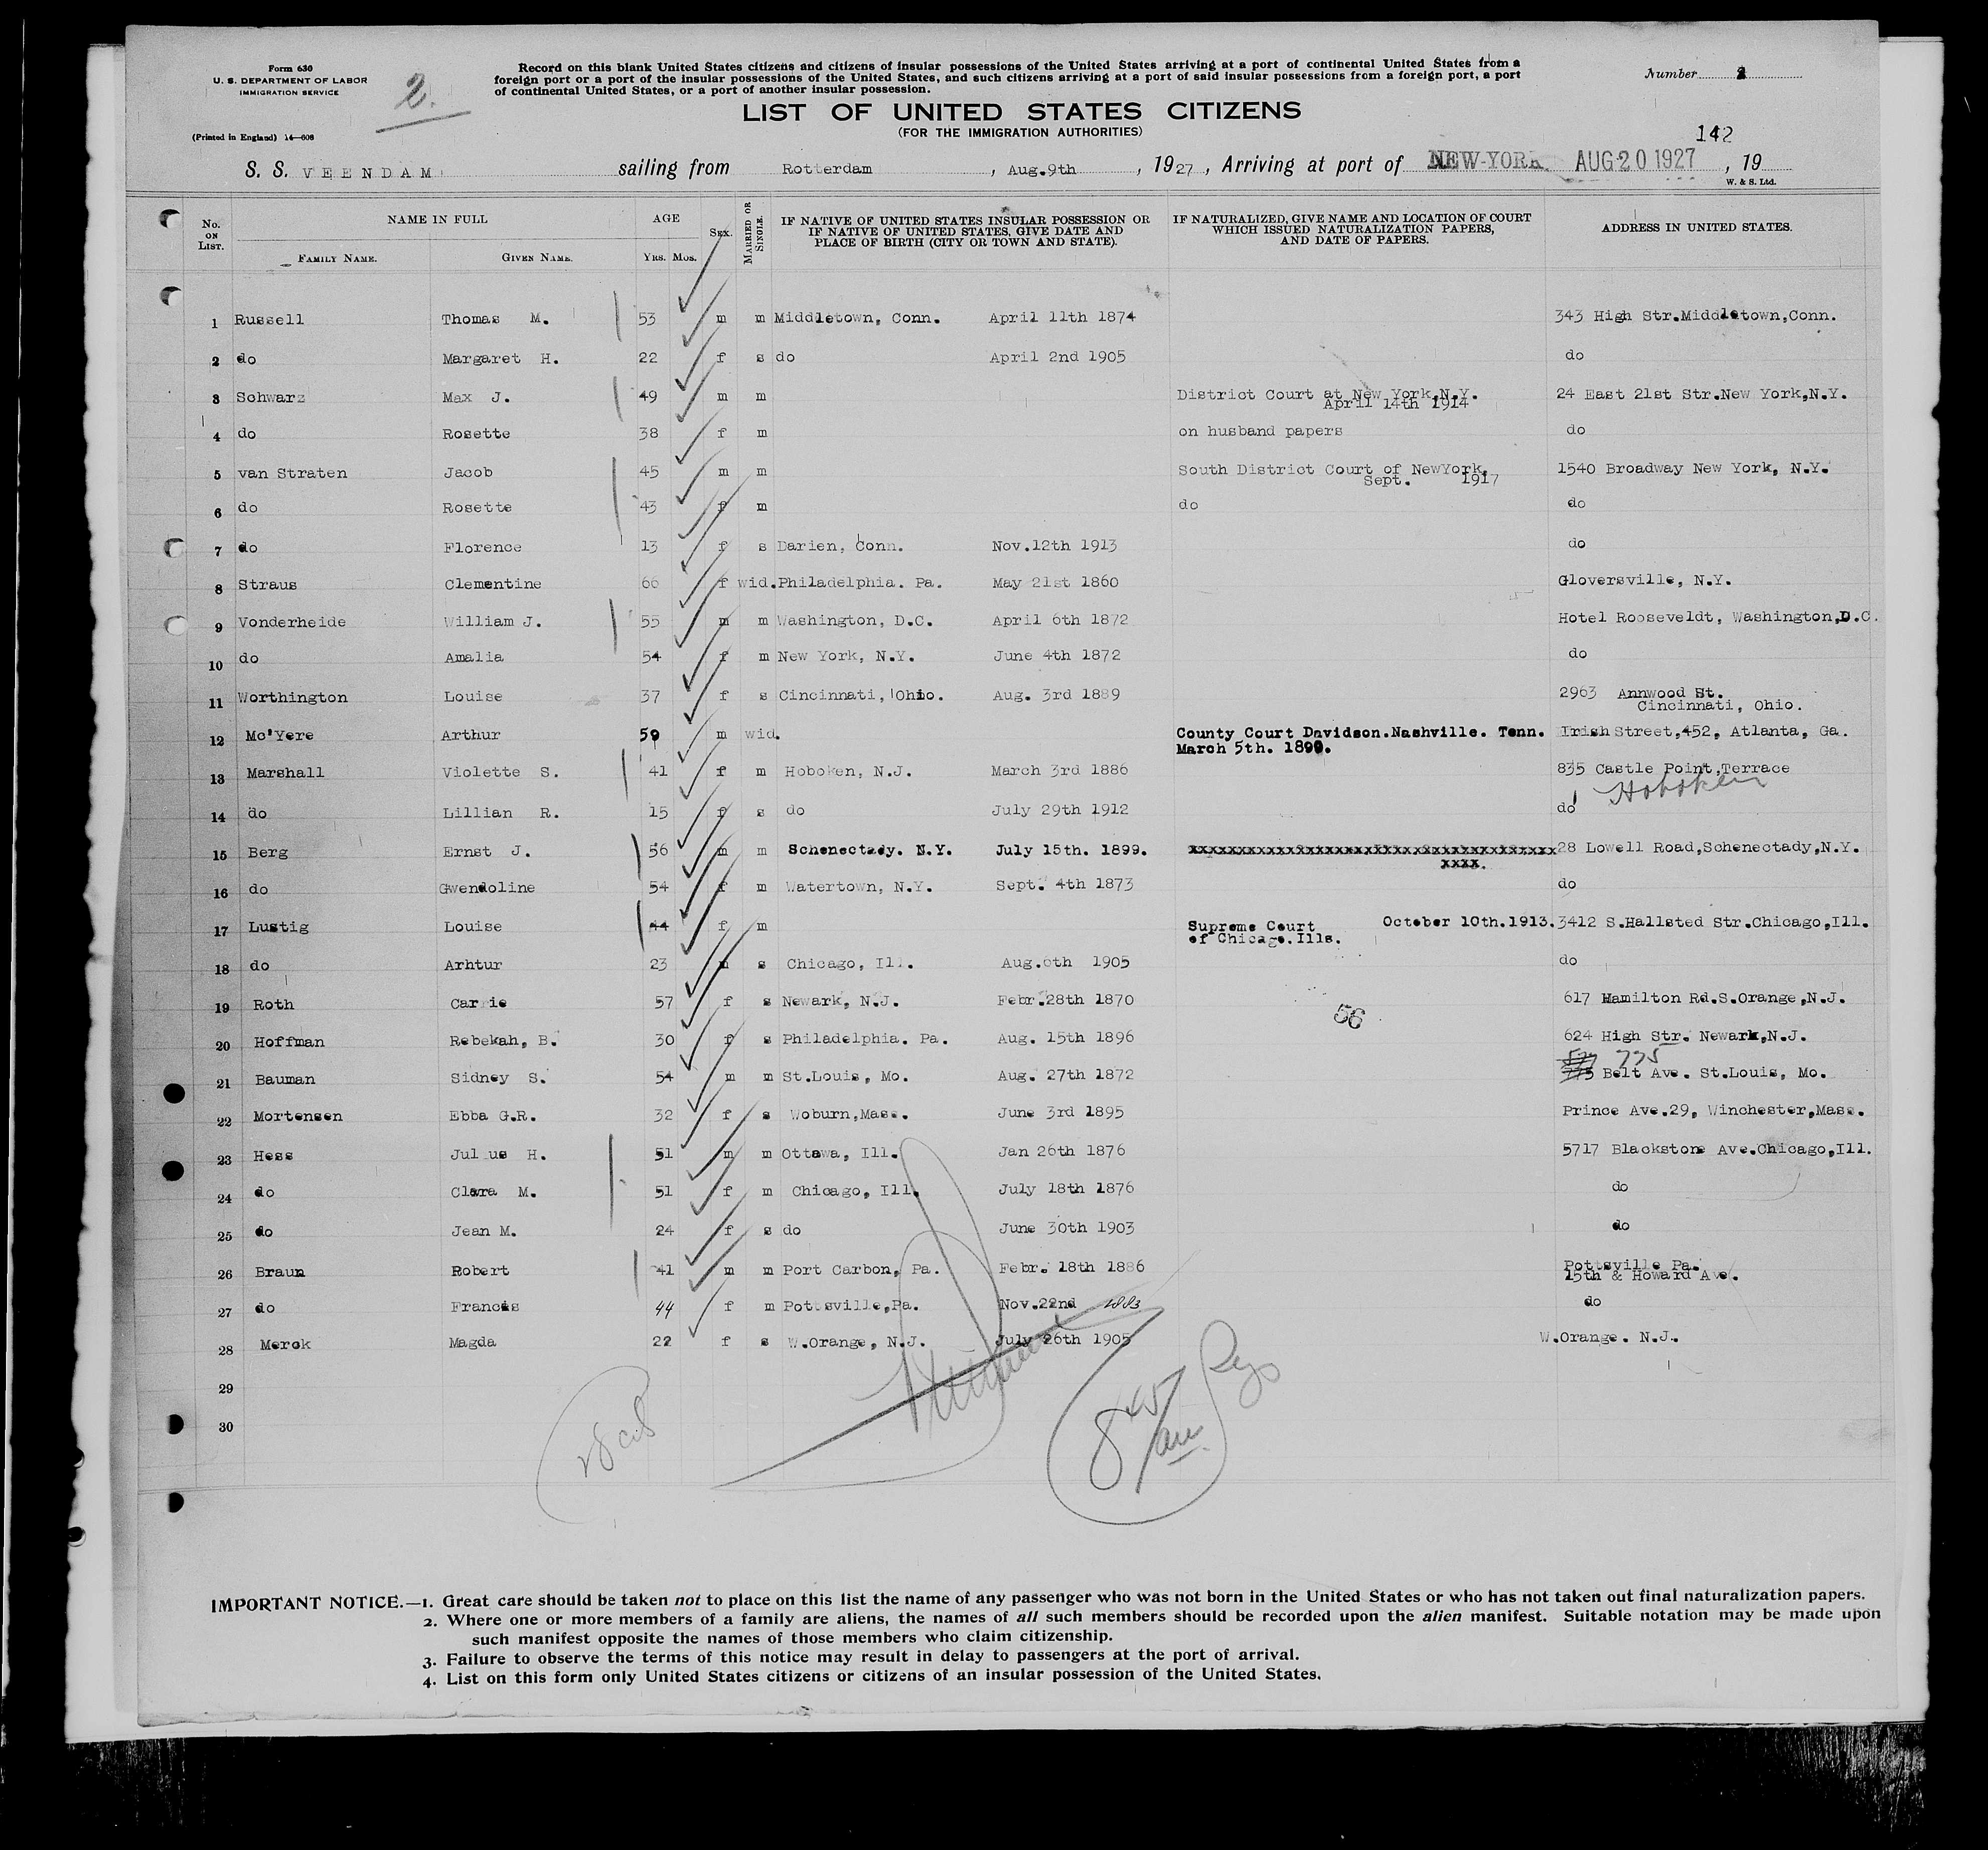 Form 630
U. S. DEPARTMENT OF LABOR
IMMIGRATION SERVICE
2.
(Printed in England) 14—608
Record on this blank United States citizens and citizens of insular possessions of the United States arriving at a port of continental United States from a
foreign port or a port of the insular possessions of the United States, and such citizens arriving at a port of said insular possessions from a foreign port, a port
of continental United States, or a port of another insular possession.
Number
LIST OF UNITED STATES CITIZENS
(FOR THE IMMIGRATION AUTHORITIES)
142
S. S. VEENDAM sailing from Rotterdam , Aug.9th , 1927 , Arriving at port of NEW-YORK AUG 20 1927 , 19
W. & S. Ltd.
No. ON LIST. NAME IN FULL FAMILY NAME. GIVEN NAME. AGE YRS. MOS. SEX. MARRIED OR SINGLE. IF NATIVE OF UNITED STATES INSULAR POSSESSION OR IF NATIVE OF UNITED STATES, GIVE DATE AND PLACE OF BIRTH (CITY OR TOWN AND STATE). IF NATURALIZED, GIVE NAME AND LOCATION OF COURT WHICH ISSUED NATURALIZATION PAPERS, AND DATE OF PAPERS. ADDRESS IN UNITED STATES.
1 Russell Thomas M. 53 m m Middletown, Conn. April 11th 1874 343 High Str.Middletown,Conn.
2 do Margaret H. 22 f s do April 2nd 1905 do
3 Schwarz Max J. 49 m m District Court at New York,N.Y. April 14th 1914 24 East 21st Str.New York,N.Y.
4 do Rosette 38 f m on husband papers do
5 van Straten Jacob 45 m m South District Court of NewYork, Sept. 1917 1540 Broadway New York, N.Y.
6 do Rosette 43 f m do do
7 do Florence 13 f s Darien, Conn. Nov.12th 1913 do
8 Straus Clementine 66 f wid. Philadelphia. Pa. May 21st 1860 Gloversville, N.Y.
9 Vonderheide William J. 55 m m Washington, D.C. April 6th 1872 Hotel Rooseveldt, Washington,D.C.
10 do Amalia 54 f m New York, N.Y. June 4th 1872 do
11 Worthington Louise 37 f s Cincinnati, Ohio. Aug. 3rd 1889 2963 Annwood St. Cincinnati, Ohio.
12 Mc'Yere Arthur 59 m wid. County Court Davidson.Nashville. Tenn. March 5th. 1890. Irish Street,452, Atlanta, Ga.
13 Marshall Violette S. 41 f m Hoboken, N.J. March 3rd 1886 835 Castle Point,Terrace Hoboken
14 do Lillian R. 15 f s do July 29th 1912 do
15 Berg Ernst J. 56 m m Schenectady. N.Y. July 15th. 1899. 28 Lowell Road,Schenectady,N.Y.
16 do Gwendoline 54 f m Watertown, N.Y. Sept. 4th 1873 do
17 Lustig Louise 44 f m Supreme Court of Chicago.Ills. October 10th.1913. 3412 S.Hallsted Str.Chicago,Ill.
18 do Arhtur 23 m s Chicago, Ill. Aug.6th 1905 do
19 Roth Carrie 57 f s Newark, N.J. Febr.28th 1870 617 Hamilton Rd.S.Orange,N.J.
56
20 Hoffman Rebekah, B. 30 f s Philadelphia. Pa. Aug. 15th 1896 624 High Str. Newark,N.J.
21 Bauman Sidney S. 54 m m St.Louis, Mo. Aug. 27th 1872 775 Belt Ave. St.Louis, Mo.
22 Mortensen Ebba G.R. 32 f s Woburn,Mass. June 3rd 1895 Prince Ave.29, Winchester,Mass.
23 Hess Jul us H. 51 m m Ottawa, Ill. Jan 26th 1876 5717 Blackstone Ave.Chicago,Ill.
24 do Clara M. 51 f m Chicago, Ill. July 18th 1876 do
25 do Jean M. 24 f s do June 30th 1903 do
26 Braun Robert 41 m m Port Carbon, Pa. Febr. 18th 1886 Pottsville Pa. 15th & Howard Ave.
27 do Francis 44 f m Pottsville,Pa. Nov.22nd 1883 do
28 Merck Magda 22 f s W.Orange, N.J. July 26th 1905 W.Orange. N.J.
29
30
IMPORTANT NOTICE.—1. Great care should be taken not to place on this list the name of any passenger who was not born in the United States or who has not taken out final naturalization papers.
2. Where one or more members of a family are aliens, the names of all such members should be recorded upon the alien manifest. Suitable notation may be made upon
such manifest opposite the names of those members who claim citizenship.
3. Failure to observe the terms of this notice may result in delay to passengers at the port of arrival.
4. List on this form only United States citizens or citizens of an insular possession of the United States.